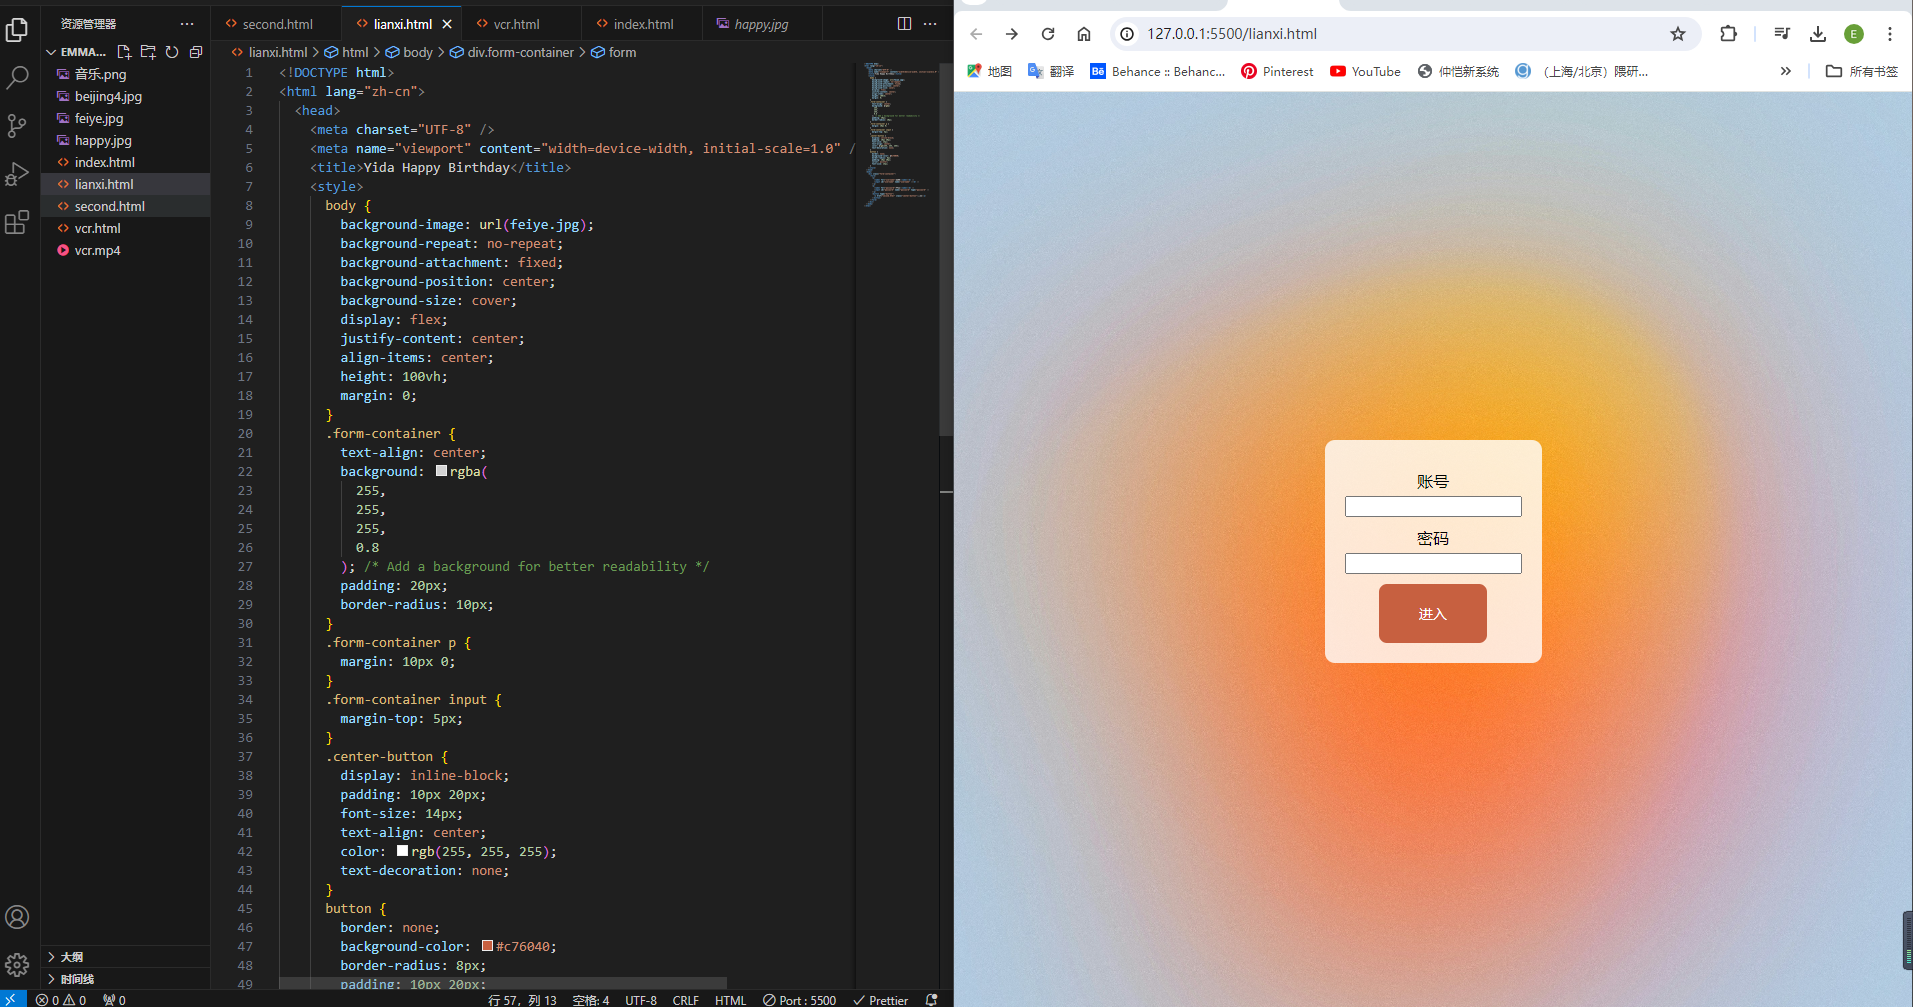 资源管理器
EMMA...
音乐.png
beijing4.jpg
feiye.jpg
happy.jpg
index.html
lianxi.html
second.html
vcr.html
vcr.mp4
大纲
时间线
second.html
lianxi.html
vcr.html
index.html
happy.jpg
lianxi.html > html > body > div.form-container > form
1 <!DOCTYPE html>
2 <html lang="zh-cn">
3 <head>
4 <meta charset="UTF-8" />
5 <meta name="viewport" content="width=device-width, initial-scale=1.0" /
6 <title>Yida Happy Birthday</title>
7 <style>
8 body {
9 background-image: url(feiye.jpg);
10 background-repeat: no-repeat;
11 background-attachment: fixed;
12 background-position: center;
13 background-size: cover;
14 display: flex;
15 justify-content: center;
16 align-items: center;
17 height: 100vh;
18 margin: 0;
19 }
20 .form-container {
21 text-align: center;
22 background: rgba(
23 255,
24 255,
25 255,
26 0.8
27 ); /* Add a background for better readability */
28 padding: 20px;
29 border-radius: 10px;
30 }
31 .form-container p {
32 margin: 10px 0;
33 }
34 .form-container input {
35 margin-top: 5px;
36 }
37 .center-button {
38 display: inline-block;
39 padding: 10px 20px;
40 font-size: 14px;
41 text-align: center;
42 color: rgb(255, 255, 255);
43 text-decoration: none;
44 }
45 button {
46 border: none;
47 background-color: #c76040;
48 border-radius: 8px;
49 padding: 10px 20px;
0 0 0
行 57，列 13 空格: 4 UTF-8 CRLF HTML Port : 5500 Prettier
127.0.0.1:5500/lianxi.html
E
地图 翻译 Bē Behance :: Behanc... Pinterest YouTube 仲恺新系统 （上海/北京）隈研... » 所有书签
账号
密码
进入